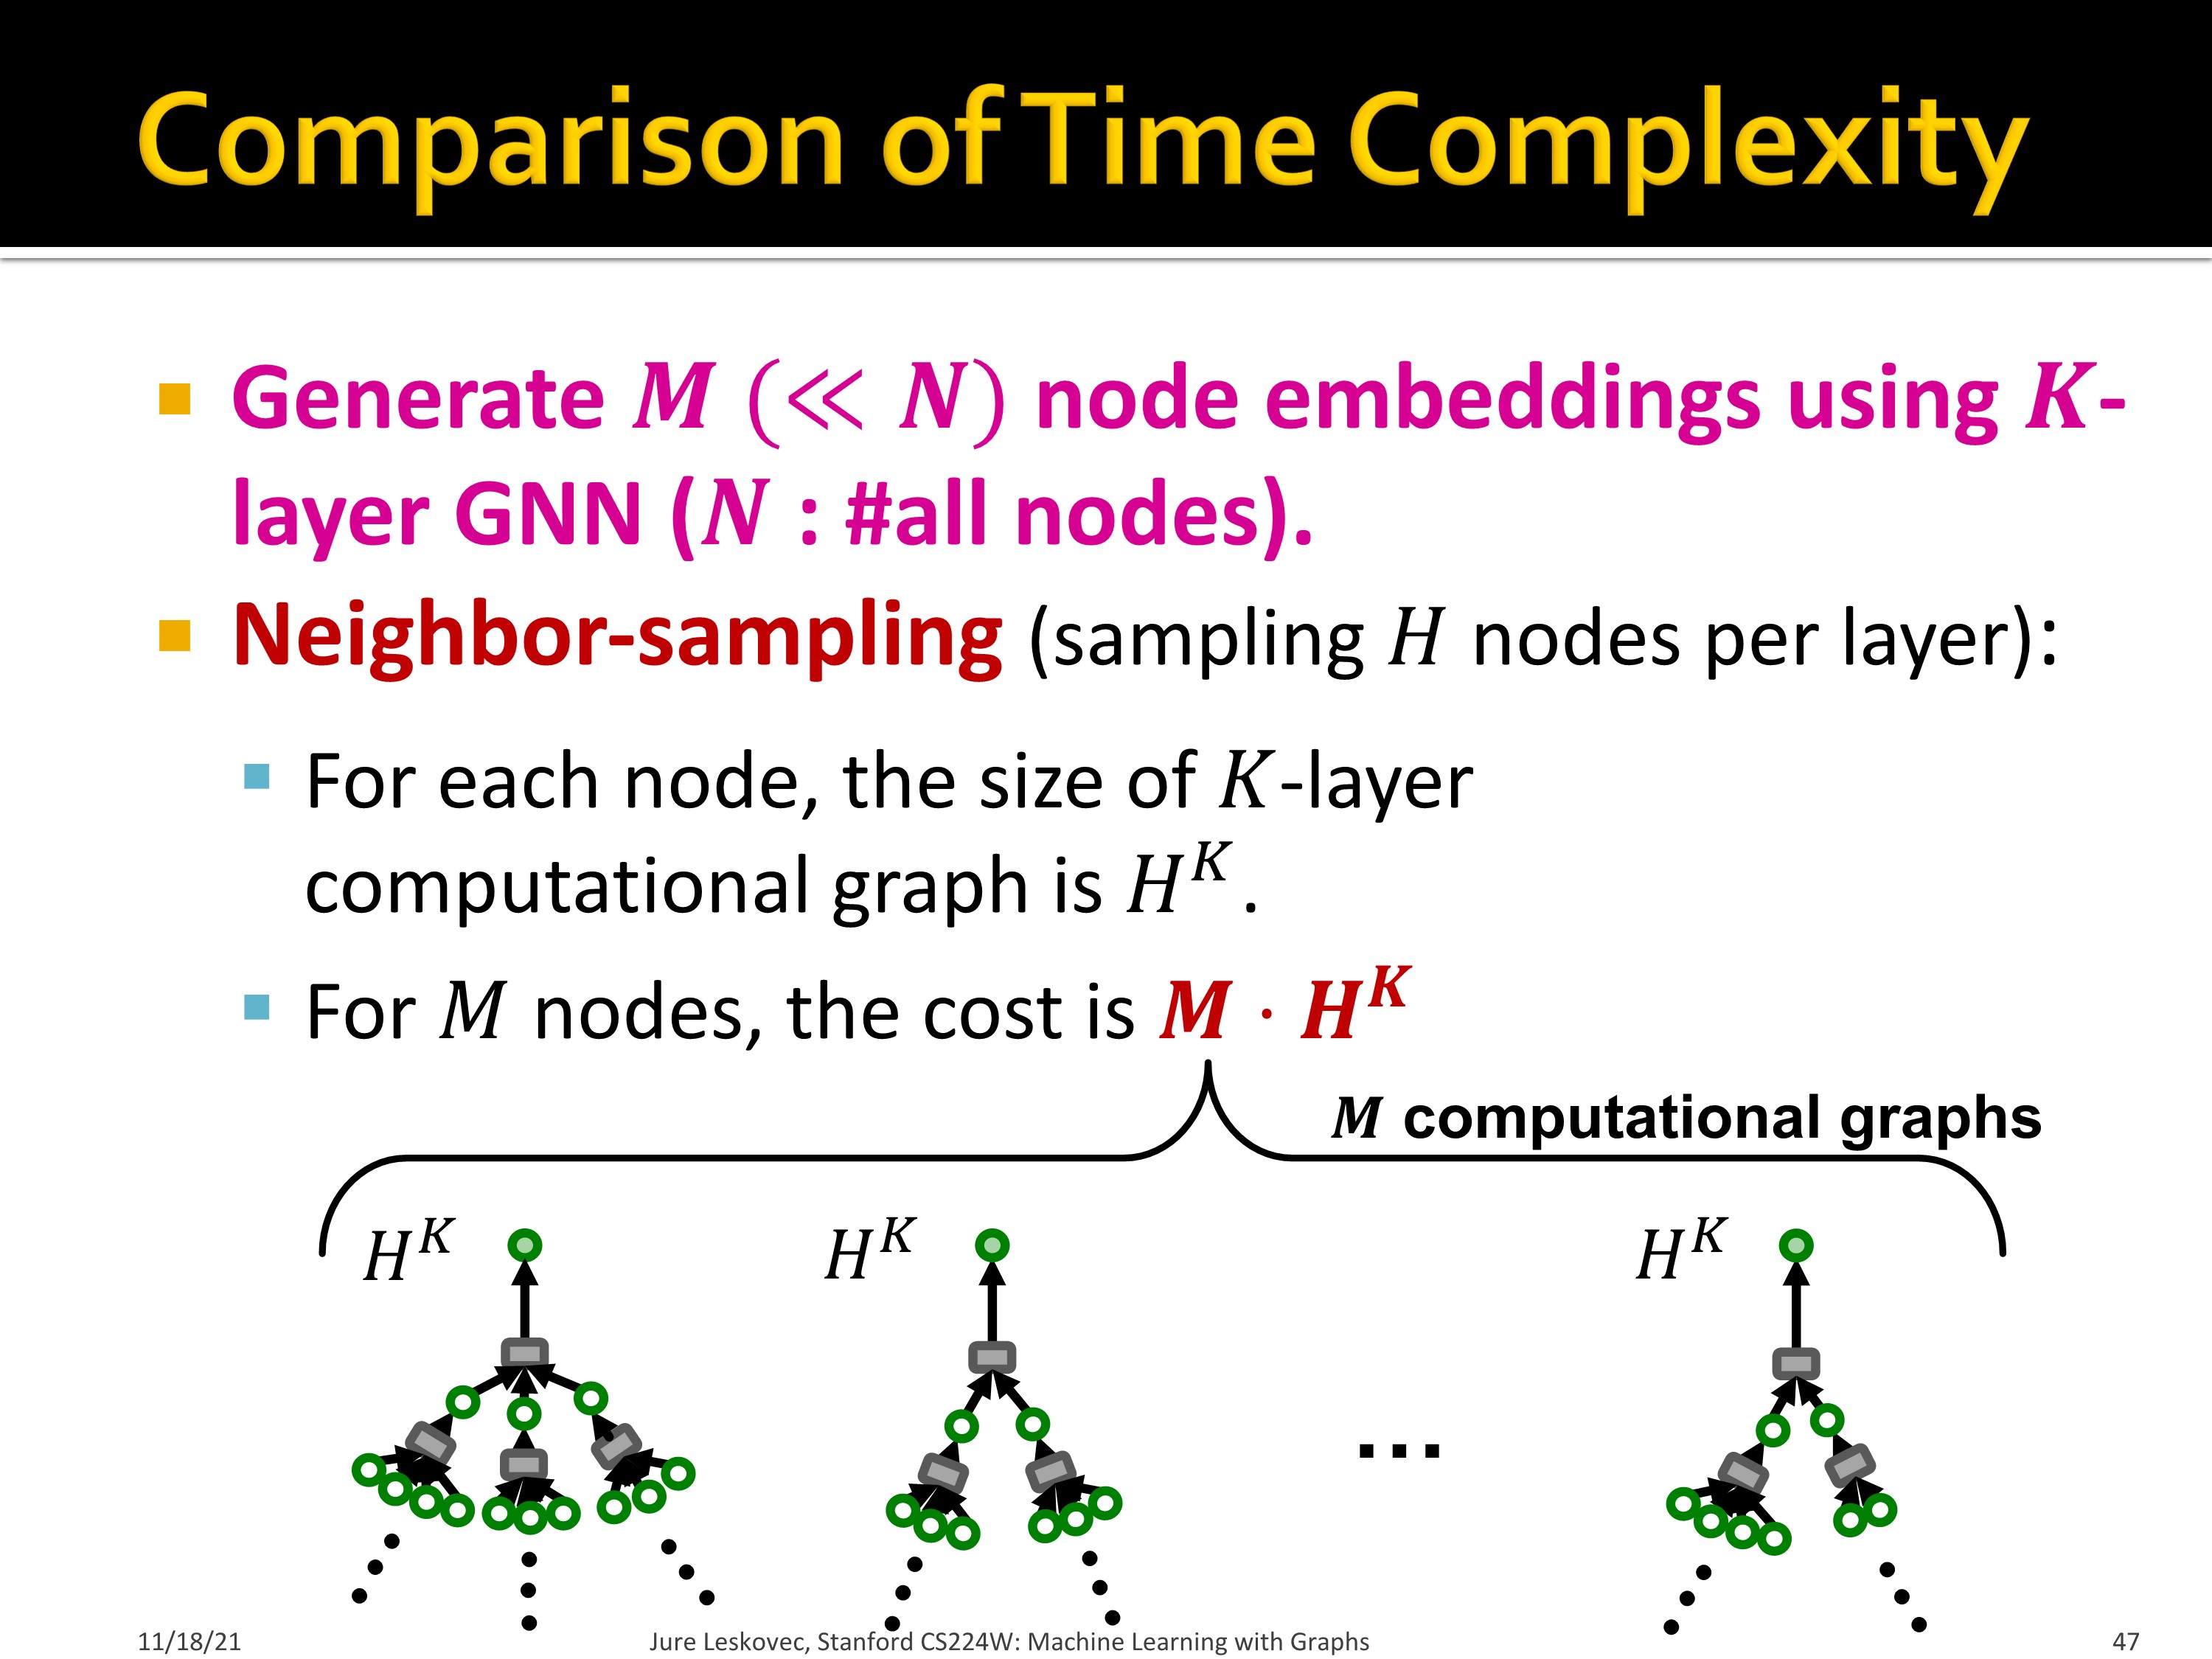 Comparison of Time Complexity
Generate M (≪ N) node embeddings using K-
layer GNN (N : #all nodes).
Neighbor-sampling (sampling H nodes per layer):
For each node, the size of K-layer
computational graph is H^K.
For M nodes, the cost is M · H^K
M computational graphs
H^K H^K H^K
...
11/18/21 Jure Leskovec, Stanford CS224W: Machine Learning with Graphs 47